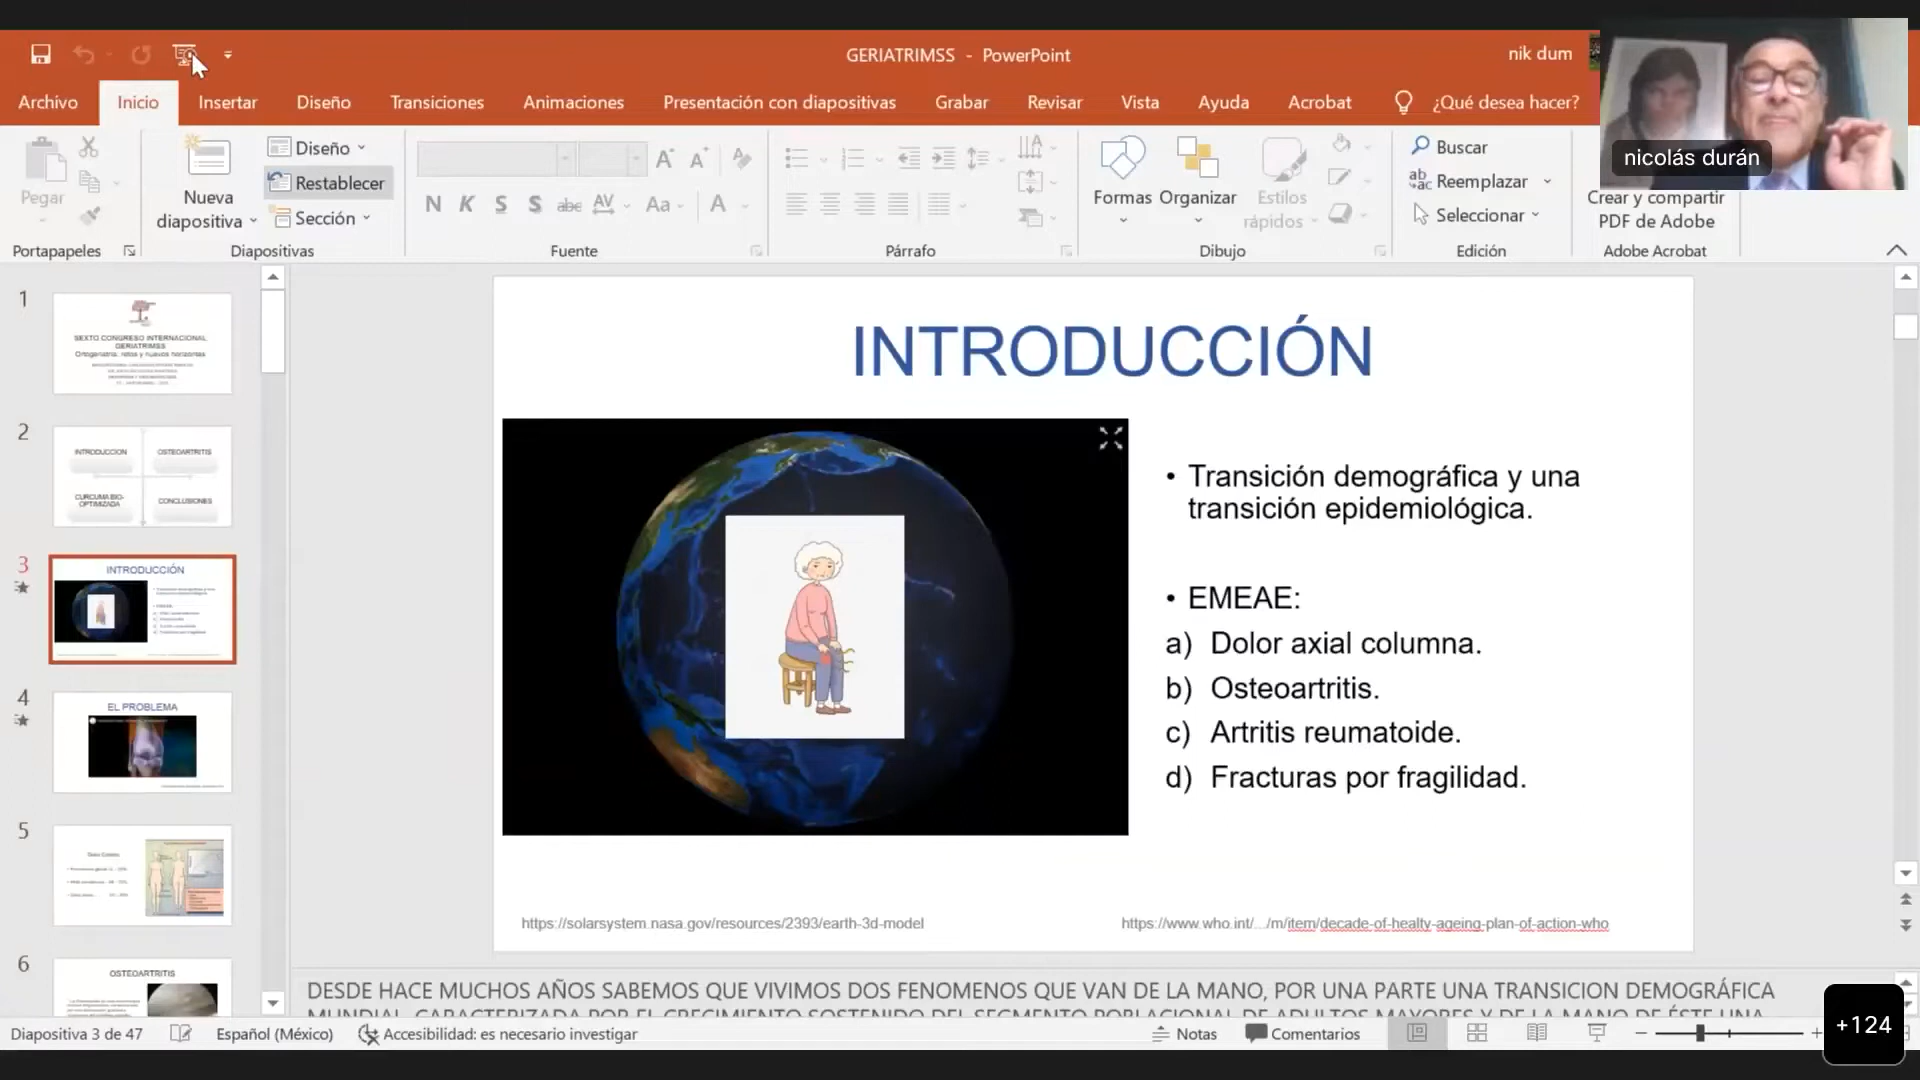 GERIATRIMSS - PowerPoint
nik dum
Archivo
Inicio
Insertar
Diseño
Transiciones
Animaciones
Presentación con diapositivas
Grabar
Revisar
Vista
Ayuda
Acrobat
¿Qué desea hacer?
nicolás durán
Pegar
Nueva
diapositiva
Diseño
Restablecer
Sección
N K S S abc AV Aa A
Formas
Organizar
Estilos
rápidos
Buscar
Reemplazar
Seleccionar
Crear y compartir
PDF de Adobe
Portapapeles
Diapositivas
Fuente
Párrafo
Dibujo
Edición
Adobe Acrobat
1
SEXTO CONGRESO INTERNACIONAL
GERIATRIMSS
Ortogeriatría, retos y nuevos horizontes
2
INTRODUCCION
OSTEOARTRITIS
CURCUMA BIO-
OPTIMIZADA
CONCLUSIONES
3
INTRODUCCIÓN
4
EL PROBLEMA
5
6
OSTEOARTRITIS
INTRODUCCIÓN
• Transición demográfica y una
transición epidemiológica.
• EMEAE:
a) Dolor axial columna.
b) Osteoartritis.
c) Artritis reumatoide.
d) Fracturas por fragilidad.
https://solarsystem.nasa.gov/resources/2393/earth-3d-model
https://www.who.int/.../m/item/decade-of-healty-ageing-plan-of-action-who
DESDE HACE MUCHOS AÑOS SABEMOS QUE VIVIMOS DOS FENOMENOS QUE VAN DE LA MANO, POR UNA PARTE UNA TRANSICION DEMOGRÁFICA
MUNDIAL, CARACTERIZADA POR EL CRECIMIENTO SOSTENIDO DEL SEGMENTO POBLACIONAL DE ADULTOS MAYORES Y DE LA MANO DE ÉSTE UNA
Diapositiva 3 de 47
Español (México)
Accesibilidad: es necesario investigar
Notas
Comentarios
+124